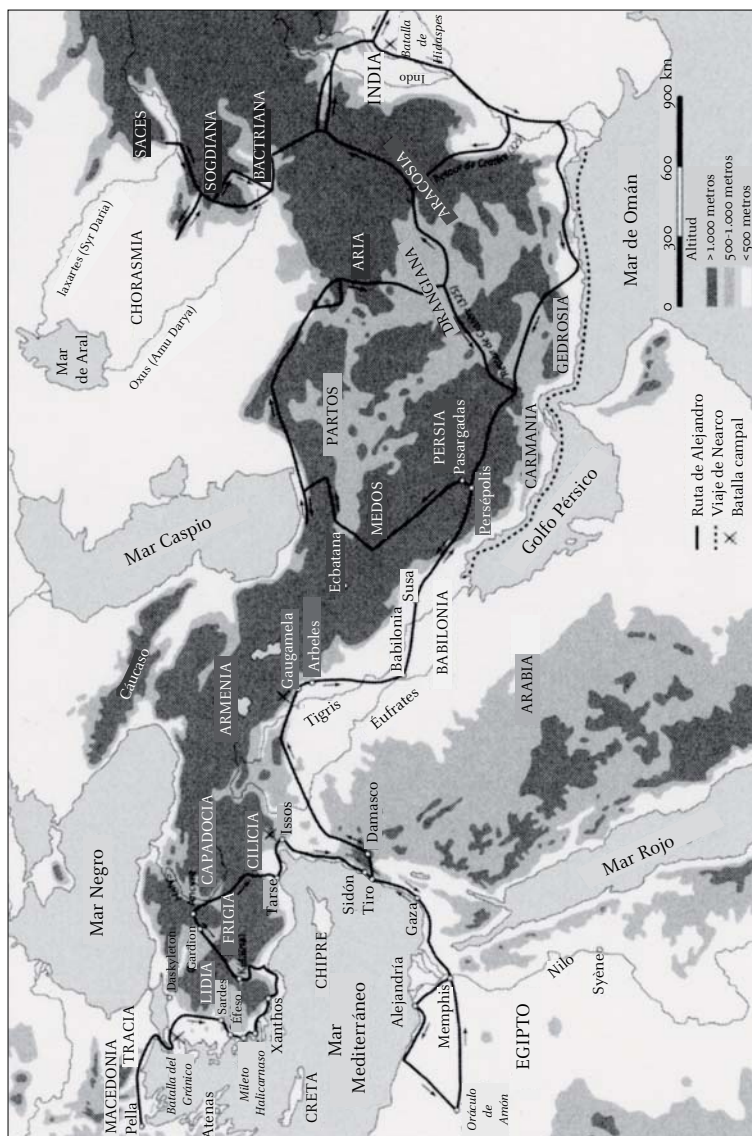 MACEDONIA
Pella
TRACIA
Batalla del
Gránico
Atenas
Mileto
Halicarnaso
CRETA
Daskyleton
LIDIA
Sardes
Éfeso
Xanthos
Gardion
FRIGIA
Mar Negro
CAPADOCIA
CILICIA
Tarse
Issos
CHIPRE
Mar
Mediterráneo
Sidón
Tiro
Damasco
Gaza
Alejandría
Memphis
EGIPTO
Oráculo
de
Amón
Nilo
Syène
Mar Rojo
ARABIA
Cáucaso
ARMENIA
Gaugamela
Arbeles
Tigris
Éufrates
Babilonia
BABILONIA
Susa
Mar Caspio
Ecbatana
MEDOS
PARTOS
PERSIA
Pasargadas
Persépolis
Golfo Pérsico
CARMANIA
GEDROSIA
Mar de Omán
Mar
de Aral
Iaxartes (Syr Daria)
CHORASMIA
Oxus (Amu Darya)
SACES
SOGDIANA
BACTRIANA
ARIA
DRANGIANA
ARACOSIA
INDIA
Indo
Batalla
de
Hidaspes
Ruta de Alejandro
Viaje de Nearco
Batalla campal
0 300 600 900 km
Altitud
>1.000 metros
500-1.000 metros
<500 metros